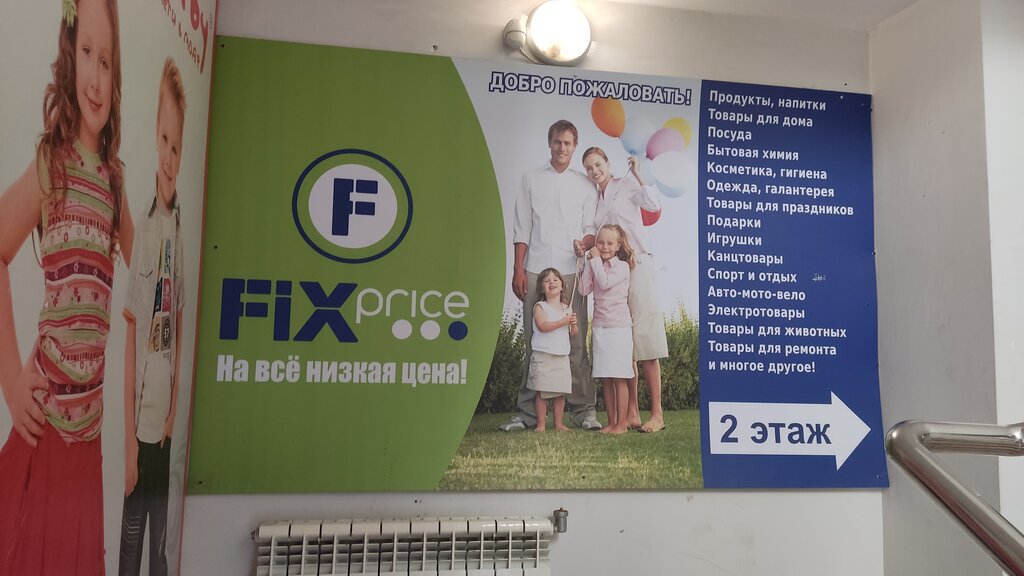 ДОБРО ПОЖАЛОВАТЬ!
F
FiX price
На всё низкая цена!
Продукты, напитки
Товары для дома
Посуда
Бытовая химия
Косметика, гигиена
Одежда, галантерея
Товары для праздников
Подарки
Игрушки
Канцтовары
Спорт и отдых
Авто-мото-вело
Электротовары
Товары для животных
Товары для ремонта
и многое другое!
2 этаж